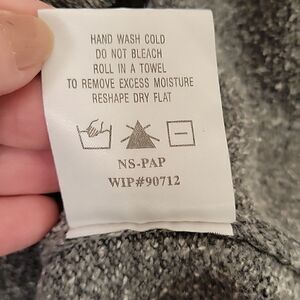 HAND WASH COLD
DO NOT BLEACH
ROLL IN A TOWEL
TO REMOVE EXCESS MOISTURE
RESHAPE DRY FLAT
NS-PAP
WIP#90712